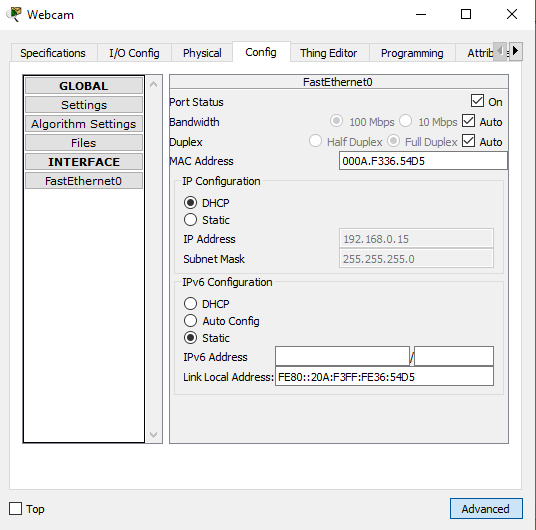 Webcam
Specifications I/O Config Physical Config Thing Editor Programming
GLOBAL
Settings
Algorithm Settings
Files
INTERFACE
FastEthernet0
FastEthernet0
Port Status On
Bandwidth 100 Mbps 10 Mbps Auto
Duplex Half Duplex Full Duplex Auto
MAC Address 000A.F336.54D5
IP Configuration
DHCP
Static
IP Address 192.168.0.15
Subnet Mask 255.255.255.0
IPv6 Configuration
DHCP
Auto Config
Static
IPv6 Address /
Link Local Address: FE80::20A:F3FF:FE36:54D5
Top Advanced